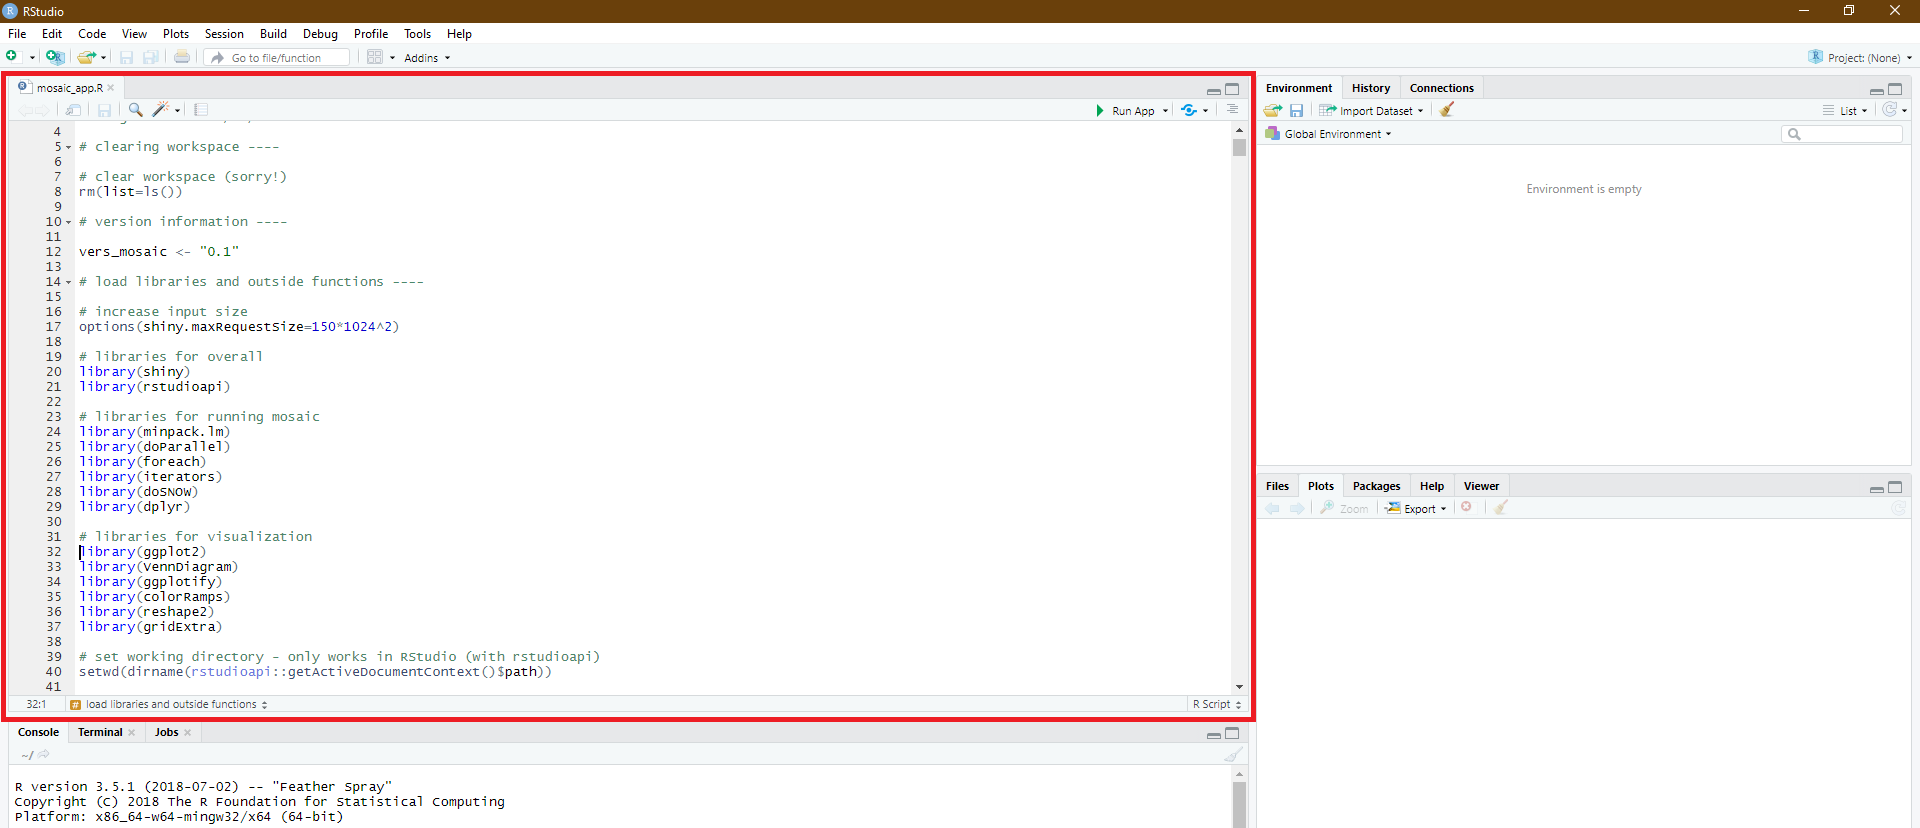 RStudio
File Edit Code View Plots Session Build Debug Profile Tools Help
Go to file/function Addins Project: (None)
mosaic_app.R
Run App
4
5 # clearing workspace ----
6
7 # clear workspace (sorry!)
8 rm(list=ls())
9
10 # version information ----
11
12 vers_mosaic <- "0.1"
13
14 # load libraries and outside functions ----
15
16 # increase input size
17 options(shiny.maxRequestSize=150*1024^2)
18
19 # libraries for overall
20 library(shiny)
21 library(rstudioapi)
22
23 # libraries for running mosaic
24 library(minpack.lm)
25 library(doParallel)
26 library(foreach)
27 library(iterators)
28 library(doSNOW)
29 library(dplyr)
30
31 # libraries for visualization
32 library(ggplot2)
33 library(VennDiagram)
34 library(ggplotify)
35 library(colorRamps)
36 library(reshape2)
37 library(gridExtra)
38
39 # set working directory - only works in RStudio (with rstudioapi)
40 setwd(dirname(rstudioapi::getActiveDocumentContext()$path))
41
32:1 # load libraries and outside functions R Script
Console Terminal Jobs
~/
R version 3.5.1 (2018-07-02) -- "Feather Spray"
Copyright (C) 2018 The R Foundation for Statistical Computing
Platform: x86_64-w64-mingw32/x64 (64-bit)
Environment History Connections
Import Dataset List
Global Environment
Environment is empty
Files Plots Packages Help Viewer
Zoom Export